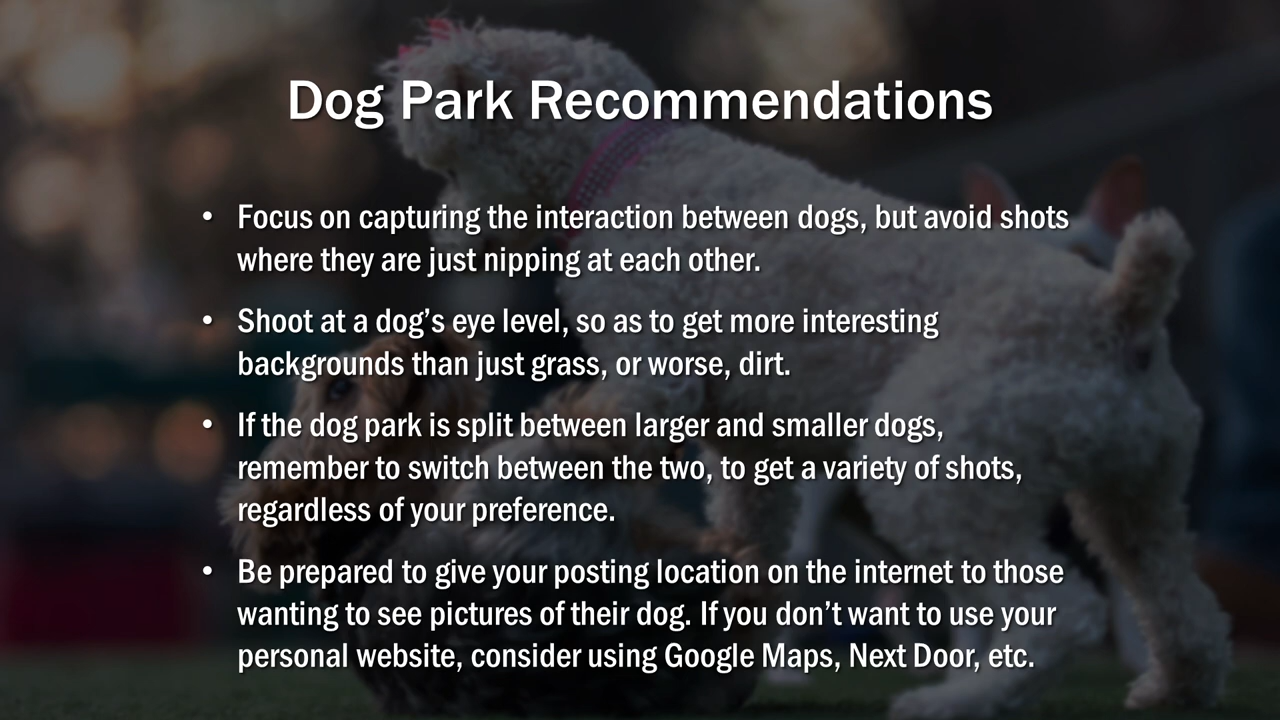 Dog Park Recommendations
• Focus on capturing the interaction between dogs, but avoid shots
where they are just nipping at each other.
• Shoot at a dog’s eye level, so as to get more interesting
backgrounds than just grass, or worse, dirt.
• If the dog park is split between larger and smaller dogs,
remember to switch between the two, to get a variety of shots,
regardless of your preference.
• Be prepared to give your posting location on the internet to those
wanting to see pictures of their dog. If you don’t want to use your
personal website, consider using Google Maps, Next Door, etc.